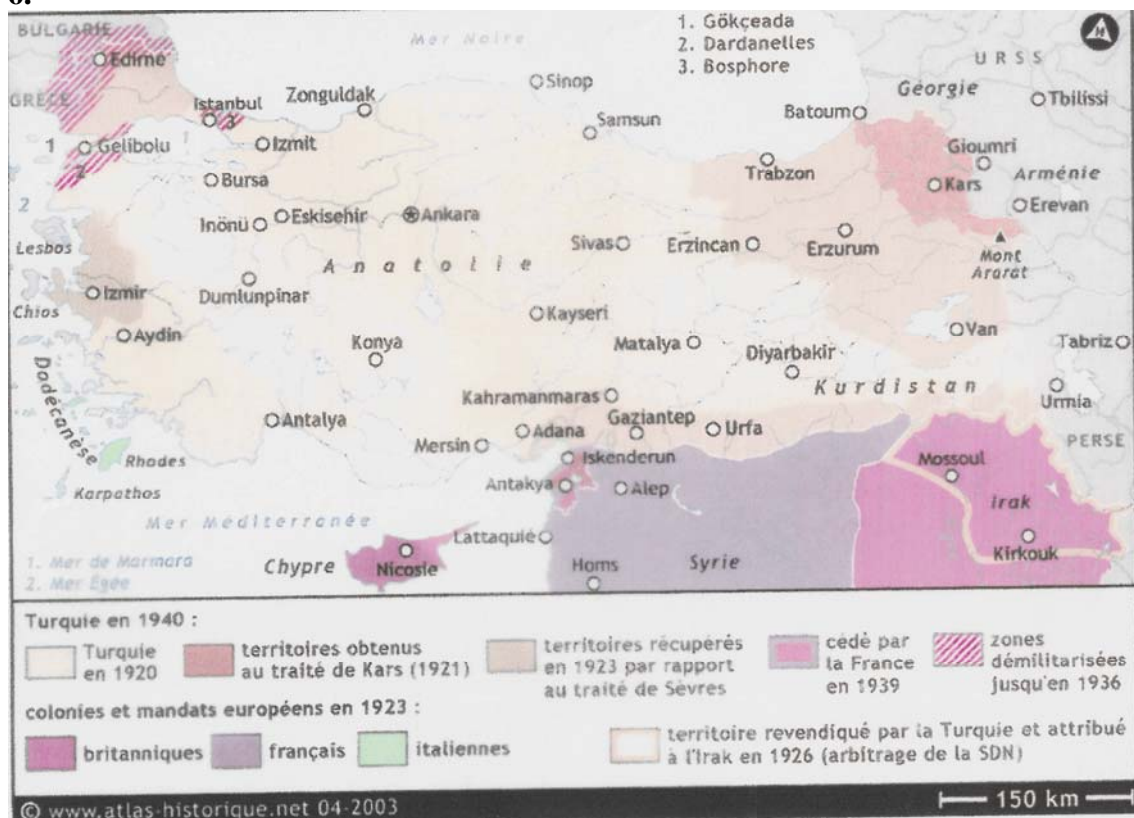 6.
BULGARIE
Edirne
GRÈCE
Mer Noire
1. Gökçeada
2. Dardanelles
3. Bosphore
URSS
Géorgie
Tbilissi
Istanbul
3
Zonguldak
Sinop
Samsun
Batoum
Gioumri
Arménie
1
Gelibolu
1
Izmit
Trabzon
Kars
Erevan
2
Bursa
2
Inönü
Eskisehir
Ankara
Sivas
Erzincan
Erzurum
Mont
Ararat
Lesbos
Anatolie
Izmir
Dumlunpinar
Chios
Kayseri
Van
Aydin
Konya
Matalya
Diyarbakir
Tabriz
Dodécanèse
Kahramanmaras
Kurdistan
Urmia
Antalya
Adana
Gaziantep
Urfa
PERSE
Mersin
Rhodes
Iskenderun
Mossoul
Karpathos
Antakya
Alep
irak
Mer Méditerranée
Lattaquié
Kirkouk
1. Mer de Marmara
2. Mer Égée
Chypre
Nicosie
Homs
Syrie
Turquie en 1940 :
Turquie
en 1920
territoires obtenus
au traité de Kars (1921)
territoires récupérés
en 1923 par rapport
au traité de Sèvres
cédé par
la France
en 1939
zones
démilitarisées
jusqu'en 1936
colonies et mandats européens en 1923 :
britanniques
français
italiennes
territoire revendiqué par la Turquie et attribué
à l'Irak en 1926 (arbitrage de la SDN)
© www.atlas-historique.net 04-2003
150 km